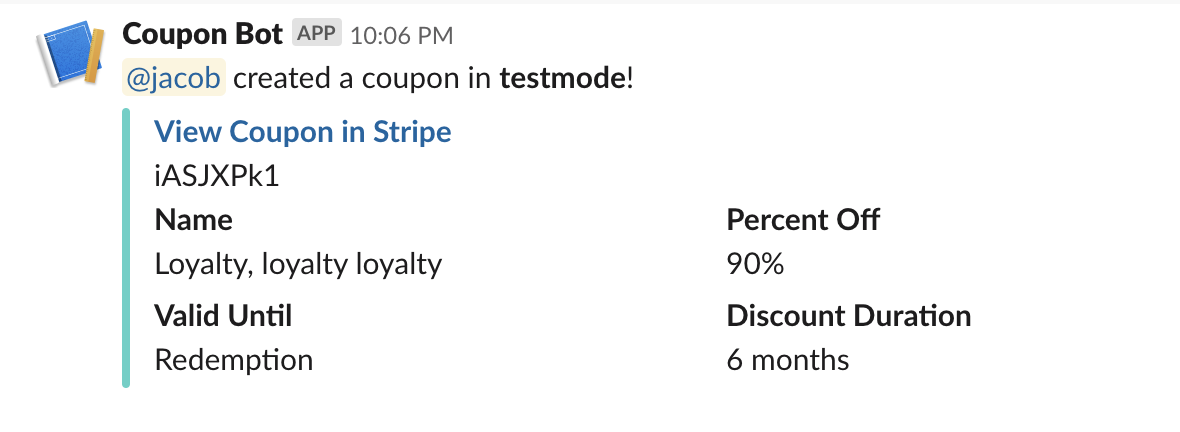 Coupon Bot APP 10:06 PM
@jacob created a coupon in testmode!
View Coupon in Stripe
iASJXPk1
Name Percent Off
Loyalty, loyalty loyalty 90%
Valid Until Discount Duration
Redemption 6 months